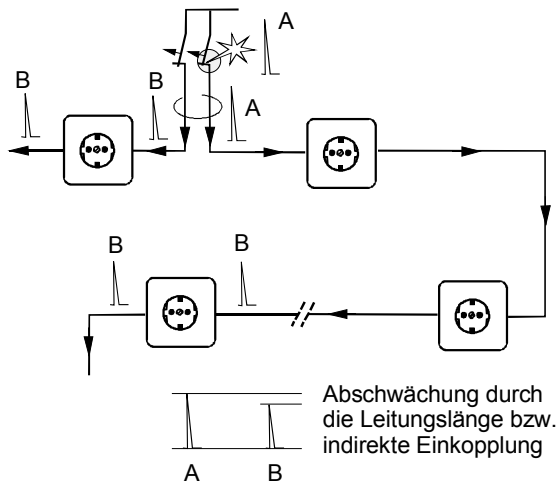 A
B
B
A
B
B
Abschwächung durch
die Leitungslänge bzw.
indirekte Einkopplung
A
B